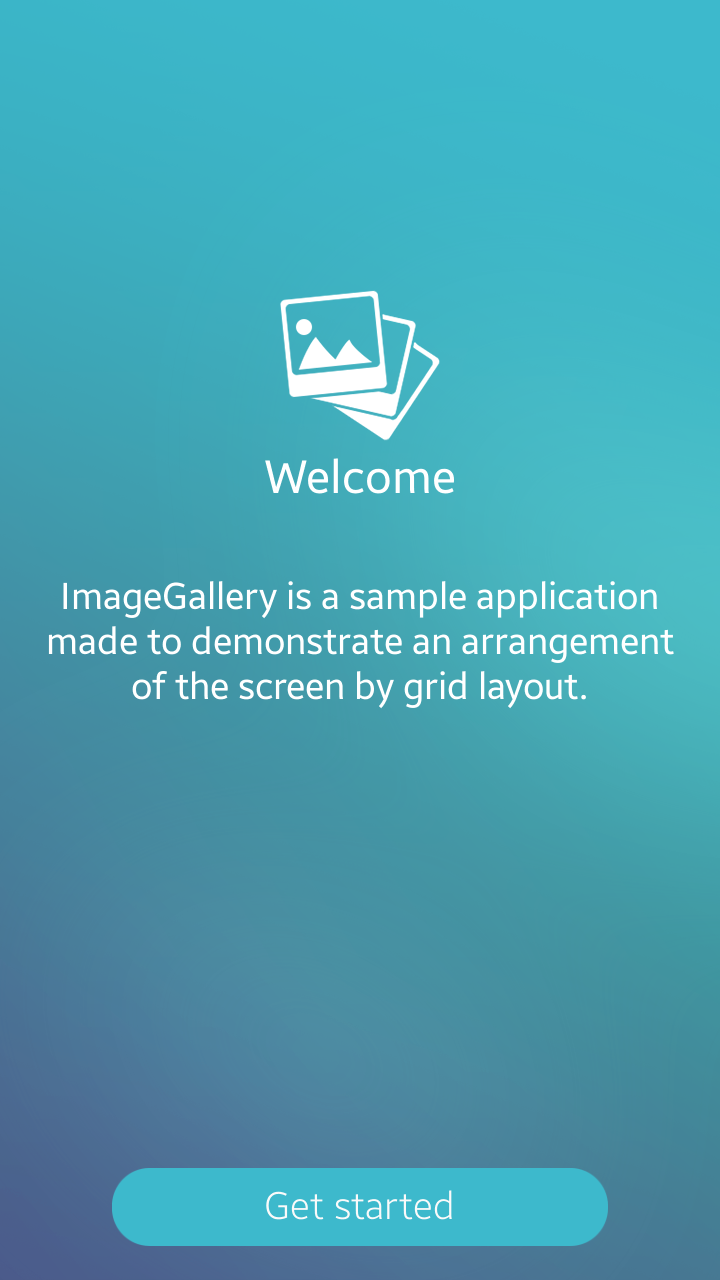 Welcome
ImageGallery is a sample application
made to demonstrate an arrangement
of the screen by grid layout.
Get started